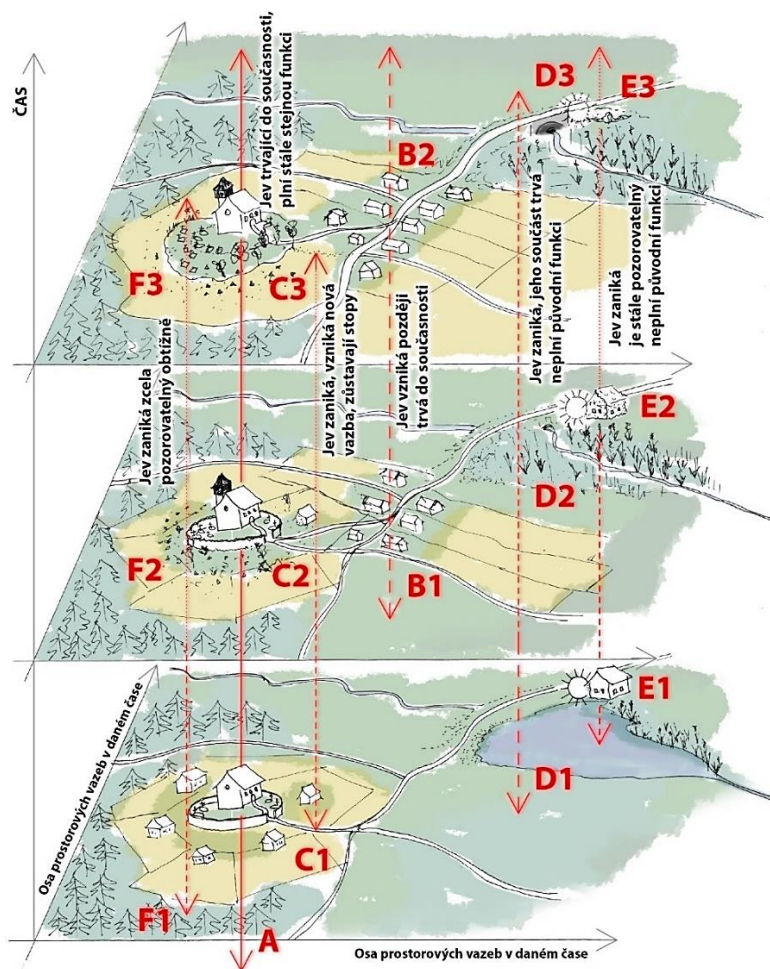 ČAS
Jev trvající do současnosti,
plní stále stejnou funkci
D3
E3
B2
F3
C3
Jev zaniká zcela
pozorovatelný obtížné
Jev zaniká, vzniká nová
vazba, zůstavají stopy
Jev vzniká později
trvá do současnosti
Jev zaniká, jeho součást trvá
neplní původní funkci
Jev zaniká
je stále pozorovatelný
neplní původní funkci
E2
D2
F2
C2
B1
Osa prostorových vazeb v daném čase
E1
D1
C1
F1
A
Osa prostorových vazeb v daném čase